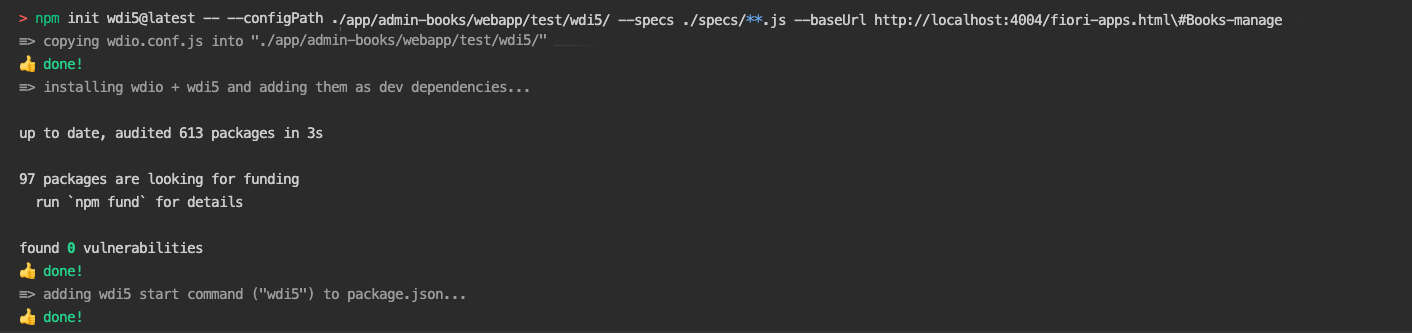 > npm init wdi5@latest -- --configPath ./app/admin-books/webapp/test/wdi5/ --specs ./specs/**.js --baseUrl http://localhost:4004/fiori-apps.html\#Books-manage
=> copying wdio.conf.js into "./app/admin-books/webapp/test/wdi5/"
👍 done!
=> installing wdio + wdi5 and adding them as dev dependencies...
up to date, audited 613 packages in 3s
97 packages are looking for funding
run `npm fund` for details
found 0 vulnerabilities
👍 done!
=> adding wdi5 start command ("wdi5") to package.json...
👍 done!